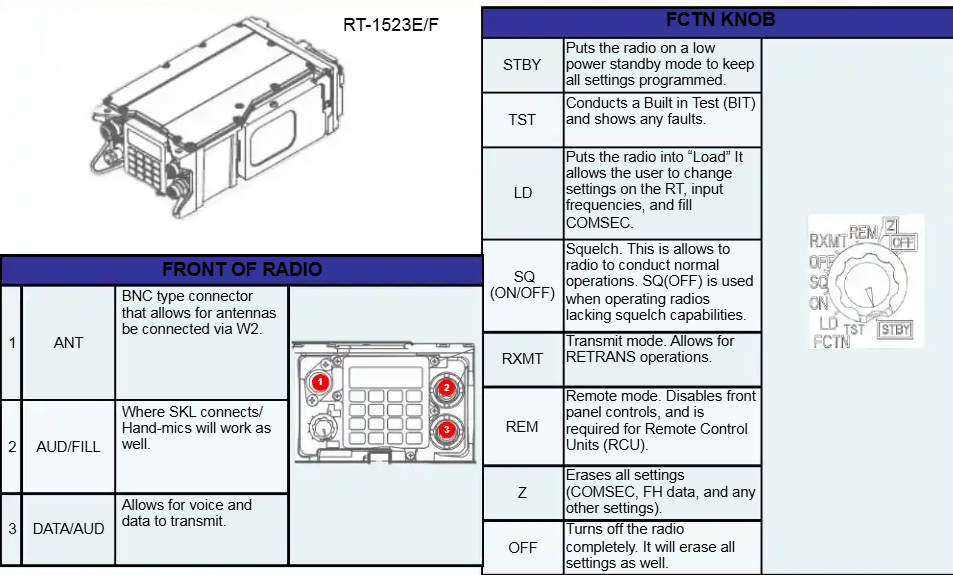 RT-1523E/F
FRONT OF RADIO
1
ANT
BNC type connector
that allows for antennas
be connected via W2.
2
AUD/FILL
Where SKL connects/
Hand-mics will work as
well.
3
DATA/AUD
Allows for voice and
data to transmit.
1
2
3
FCTN KNOB
STBY
Puts the radio on a low
power standby mode to keep
all settings programmed.
TST
Conducts a Built in Test (BIT)
and shows any faults.
LD
Puts the radio into “Load” It
allows the user to change
settings on the RT, input
frequencies, and fill
COMSEC.
SQ
(ON/OFF)
Squelch. This is allows to
radio to conduct normal
operations. SQ(OFF) is used
when operating radios
lacking squelch capabilities.
RXMT
Transmit mode. Allows for
RETRANS operations.
REM
Remote mode. Disables front
panel controls, and is
required for Remote Control
Units (RCU).
Z
Erases all settings
(COMSEC, FH data, and any
other settings).
OFF
Turns off the radio
completely. It will erase all
settings as well.
RXMT REM/ Z
OFF
OFF
SQ
ON
LD TST STBY
FCTN